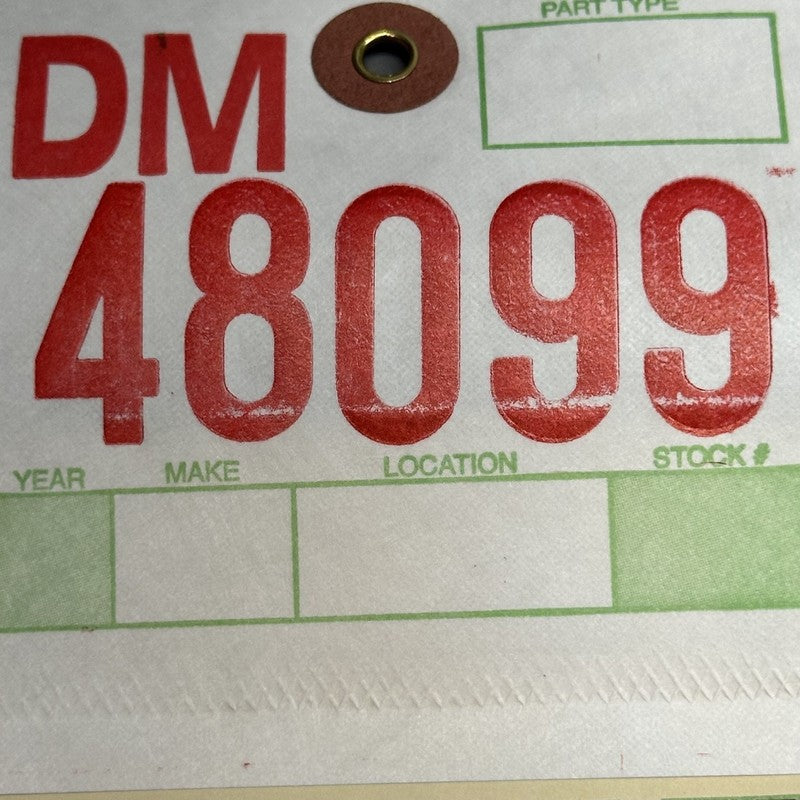 PART TYPE
DM
48099
YEAR MAKE LOCATION STOCK #